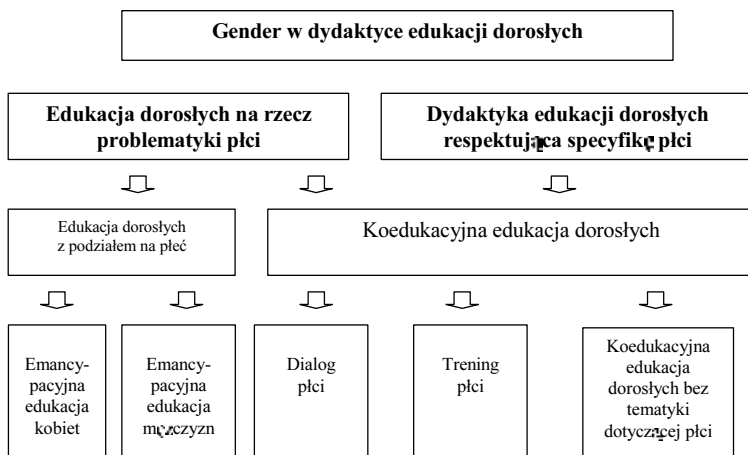 Gender w dydaktyce edukacji dorosłych
Edukacja dorosłych na rzecz
problematyki płci
Dydaktyka edukacji dorosłych
respektująca specyfikę płci
Edukacja dorosłych
z podziałem na płeć
Koedukacyjna edukacja dorosłych
Emancy-
pacyjna
edukacja
kobiet
Emancy-
pacyjna
edukacja
mężczyzn
Dialog
płci
Trening
płci
Koedukacyjna
edukacja
dorosłych bez
tematyki
dotyczącej płci